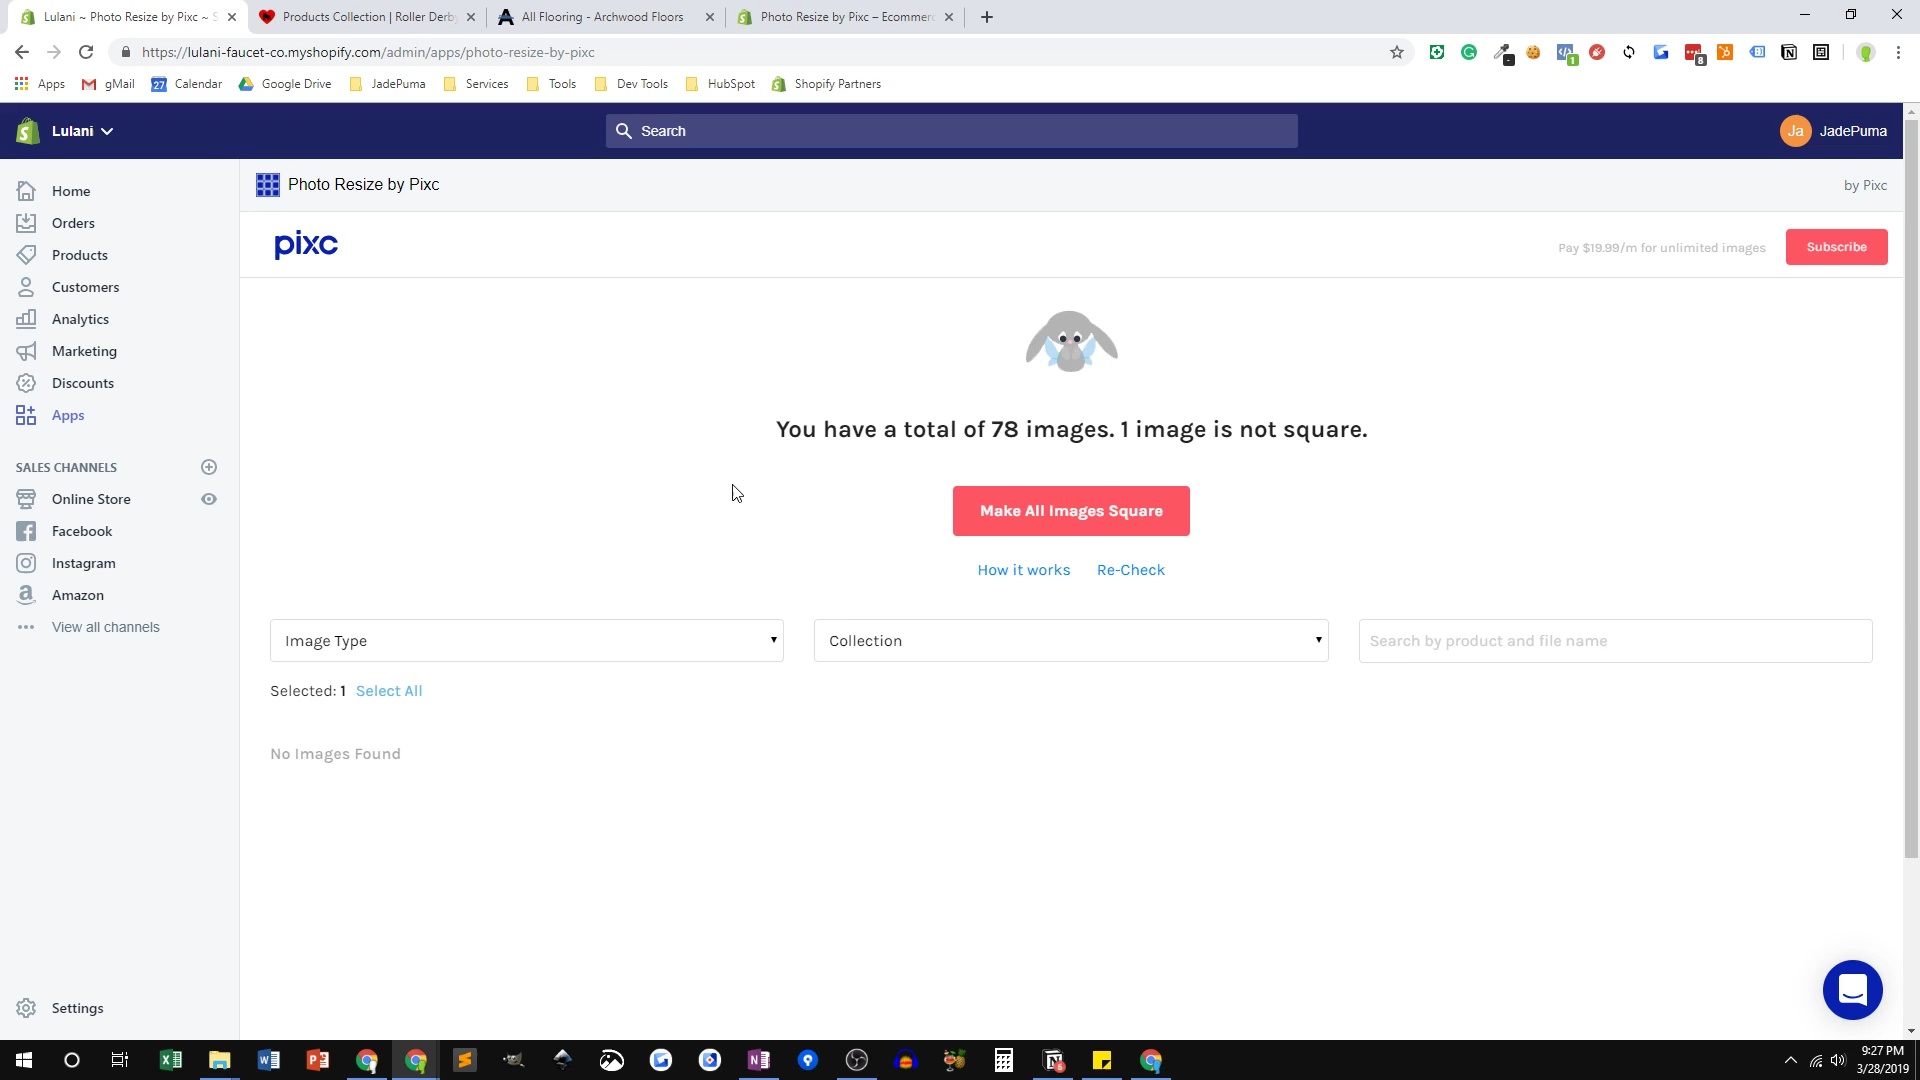 Lulani ~ Photo Resize by Pixc ~ S
Products Collection | Roller Derb
All Flooring - Archwood Floors
Photo Resize by Pixc – Ecommerc
https://lulani-faucet-co.myshopify.com/admin/apps/photo-resize-by-pixc
1
8
Apps
gMail
27
Calendar
Google Drive
JadePuma
Services
Tools
Dev Tools
HubSpot
Shopify Partners
Lulani
Search
Ja
JadePuma
Home
Orders
Products
Customers
Analytics
Marketing
Discounts
Apps
SALES CHANNELS
Online Store
Facebook
Instagram
Amazon
View all channels
Settings
Photo Resize by Pixc
by Pixc
pixc
Pay $19.99/m for unlimited images
Subscribe
You have a total of 78 images. 1 image is not square.
Make All Images Square
How it works
Re-Check
Image Type
Collection
Search by product and file name
Selected: 1 Select All
No Images Found
9:27 PM
3/28/2019